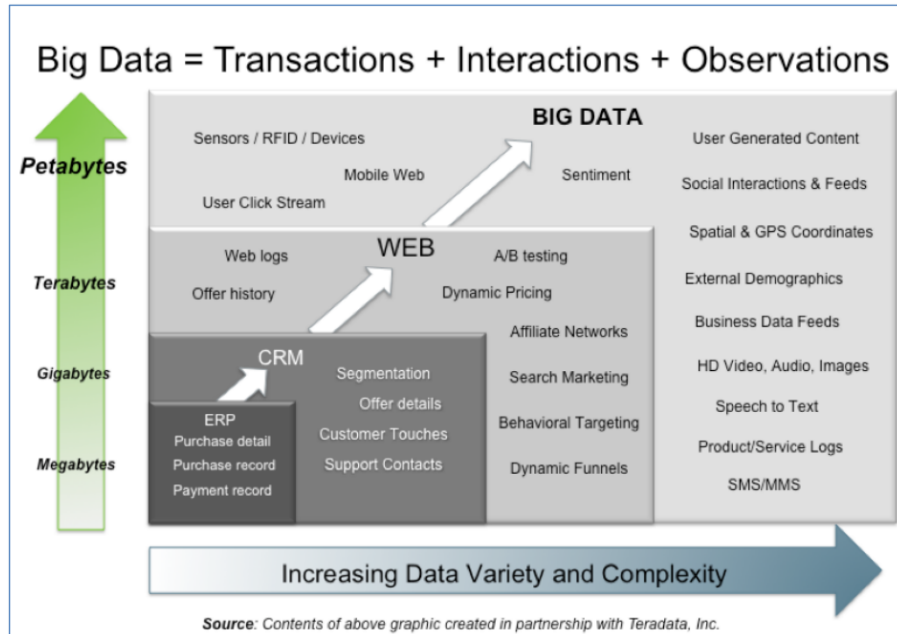 Big Data = Transactions + Interactions + Observations
BIG DATA
Sensors / RFID / Devices
User Generated Content
Petabytes
Mobile Web
Sentiment
Social Interactions & Feeds
User Click Stream
Spatial & GPS Coordinates
WEB
Web logs
A/B testing
External Demographics
Terabytes
Offer history
Dynamic Pricing
Business Data Feeds
Affiliate Networks
CRM
HD Video, Audio, Images
Gigabytes
Segmentation
Search Marketing
Offer details
Speech to Text
ERP
Behavioral Targeting
Purchase detail
Customer Touches
Product/Service Logs
Megabytes
Purchase record
Support Contacts
Dynamic Funnels
Payment record
SMS/MMS
Increasing Data Variety and Complexity
Source: Contents of above graphic created in partnership with Teradata, Inc.